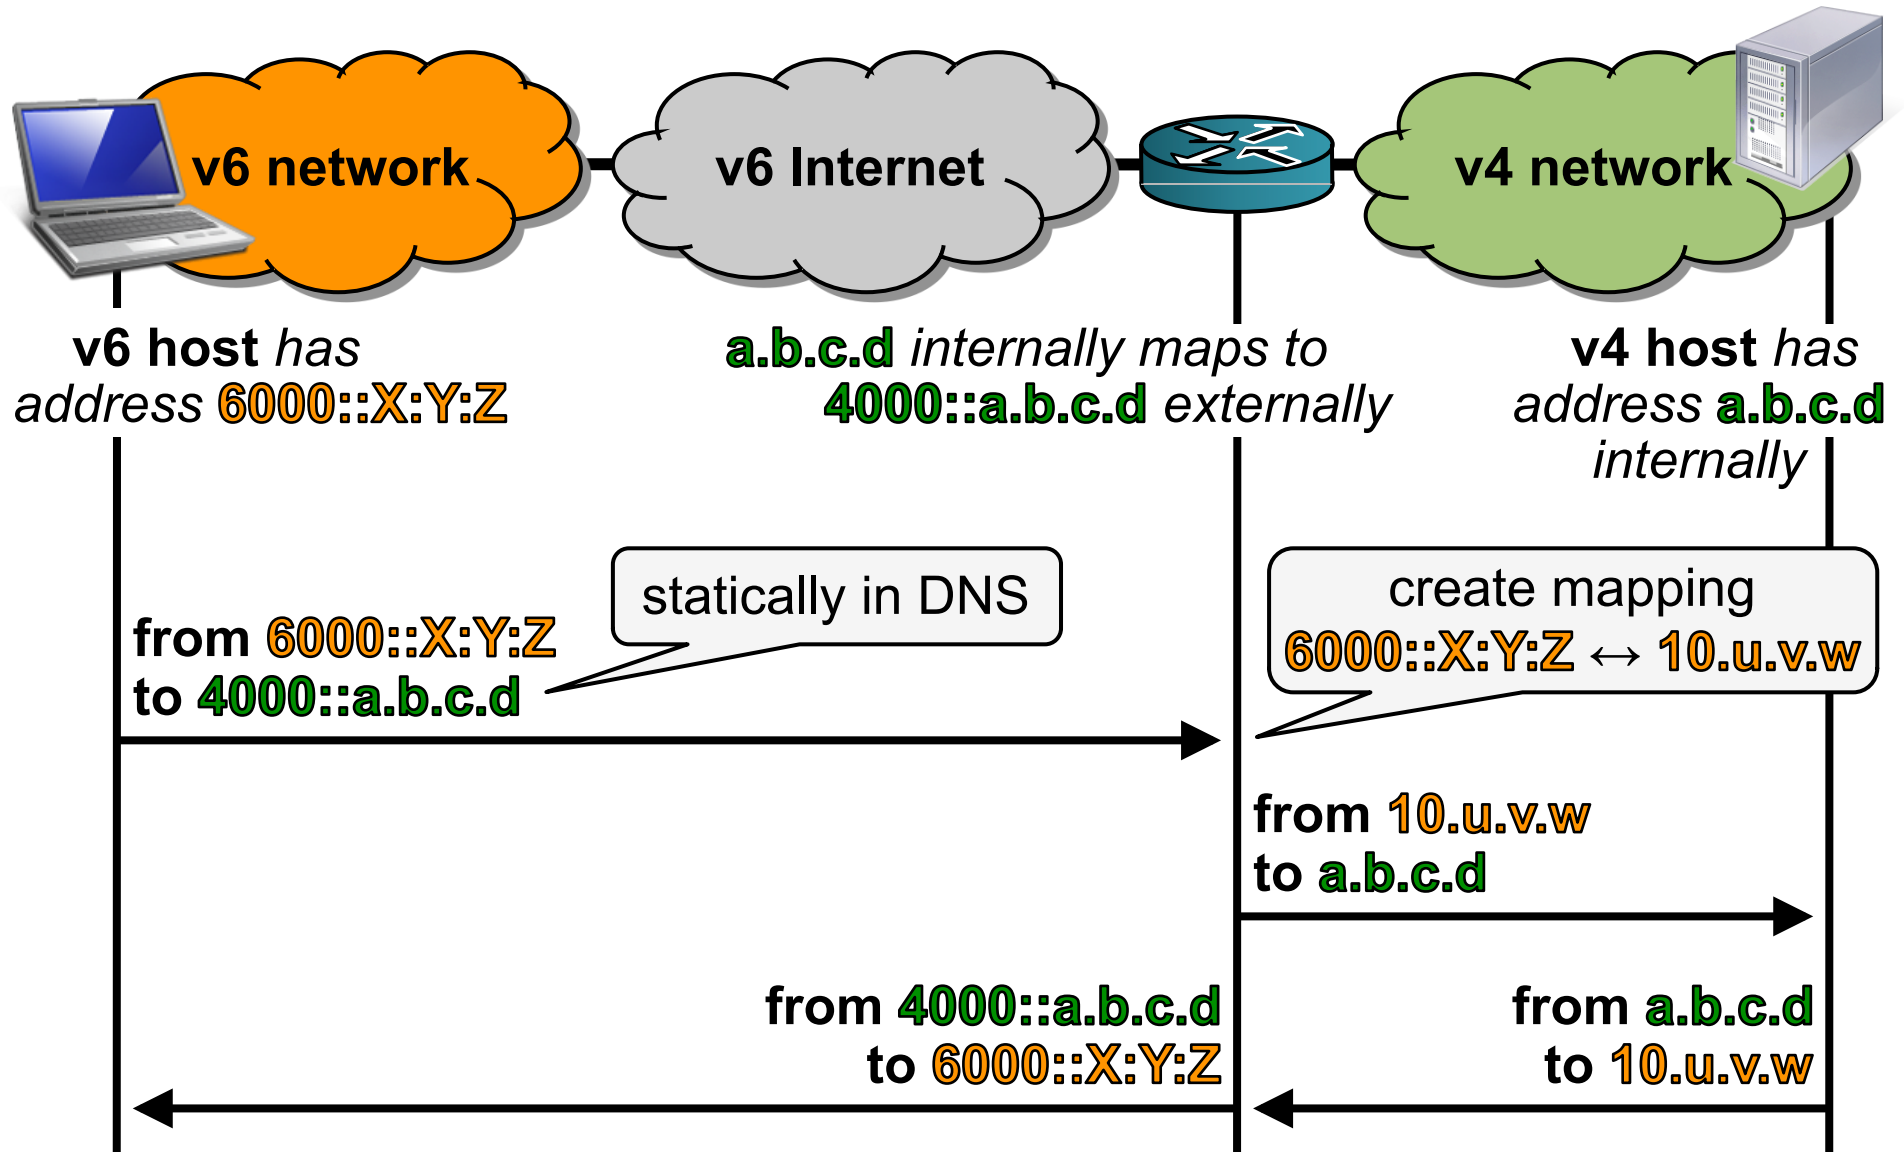 v6 network
v6 Internet
v4 network
v6 host has
address 6000::X:Y:Z
a.b.c.d internally maps to
4000::a.b.c.d externally
v4 host has
address a.b.c.d
internally
statically in DNS
from 6000::X:Y:Z
to 4000::a.b.c.d
create mapping
6000::X:Y:Z ↔ 10.u.v.w
from 10.u.v.w
to a.b.c.d
from 4000::a.b.c.d
to 6000::X:Y:Z
from a.b.c.d
to 10.u.v.w